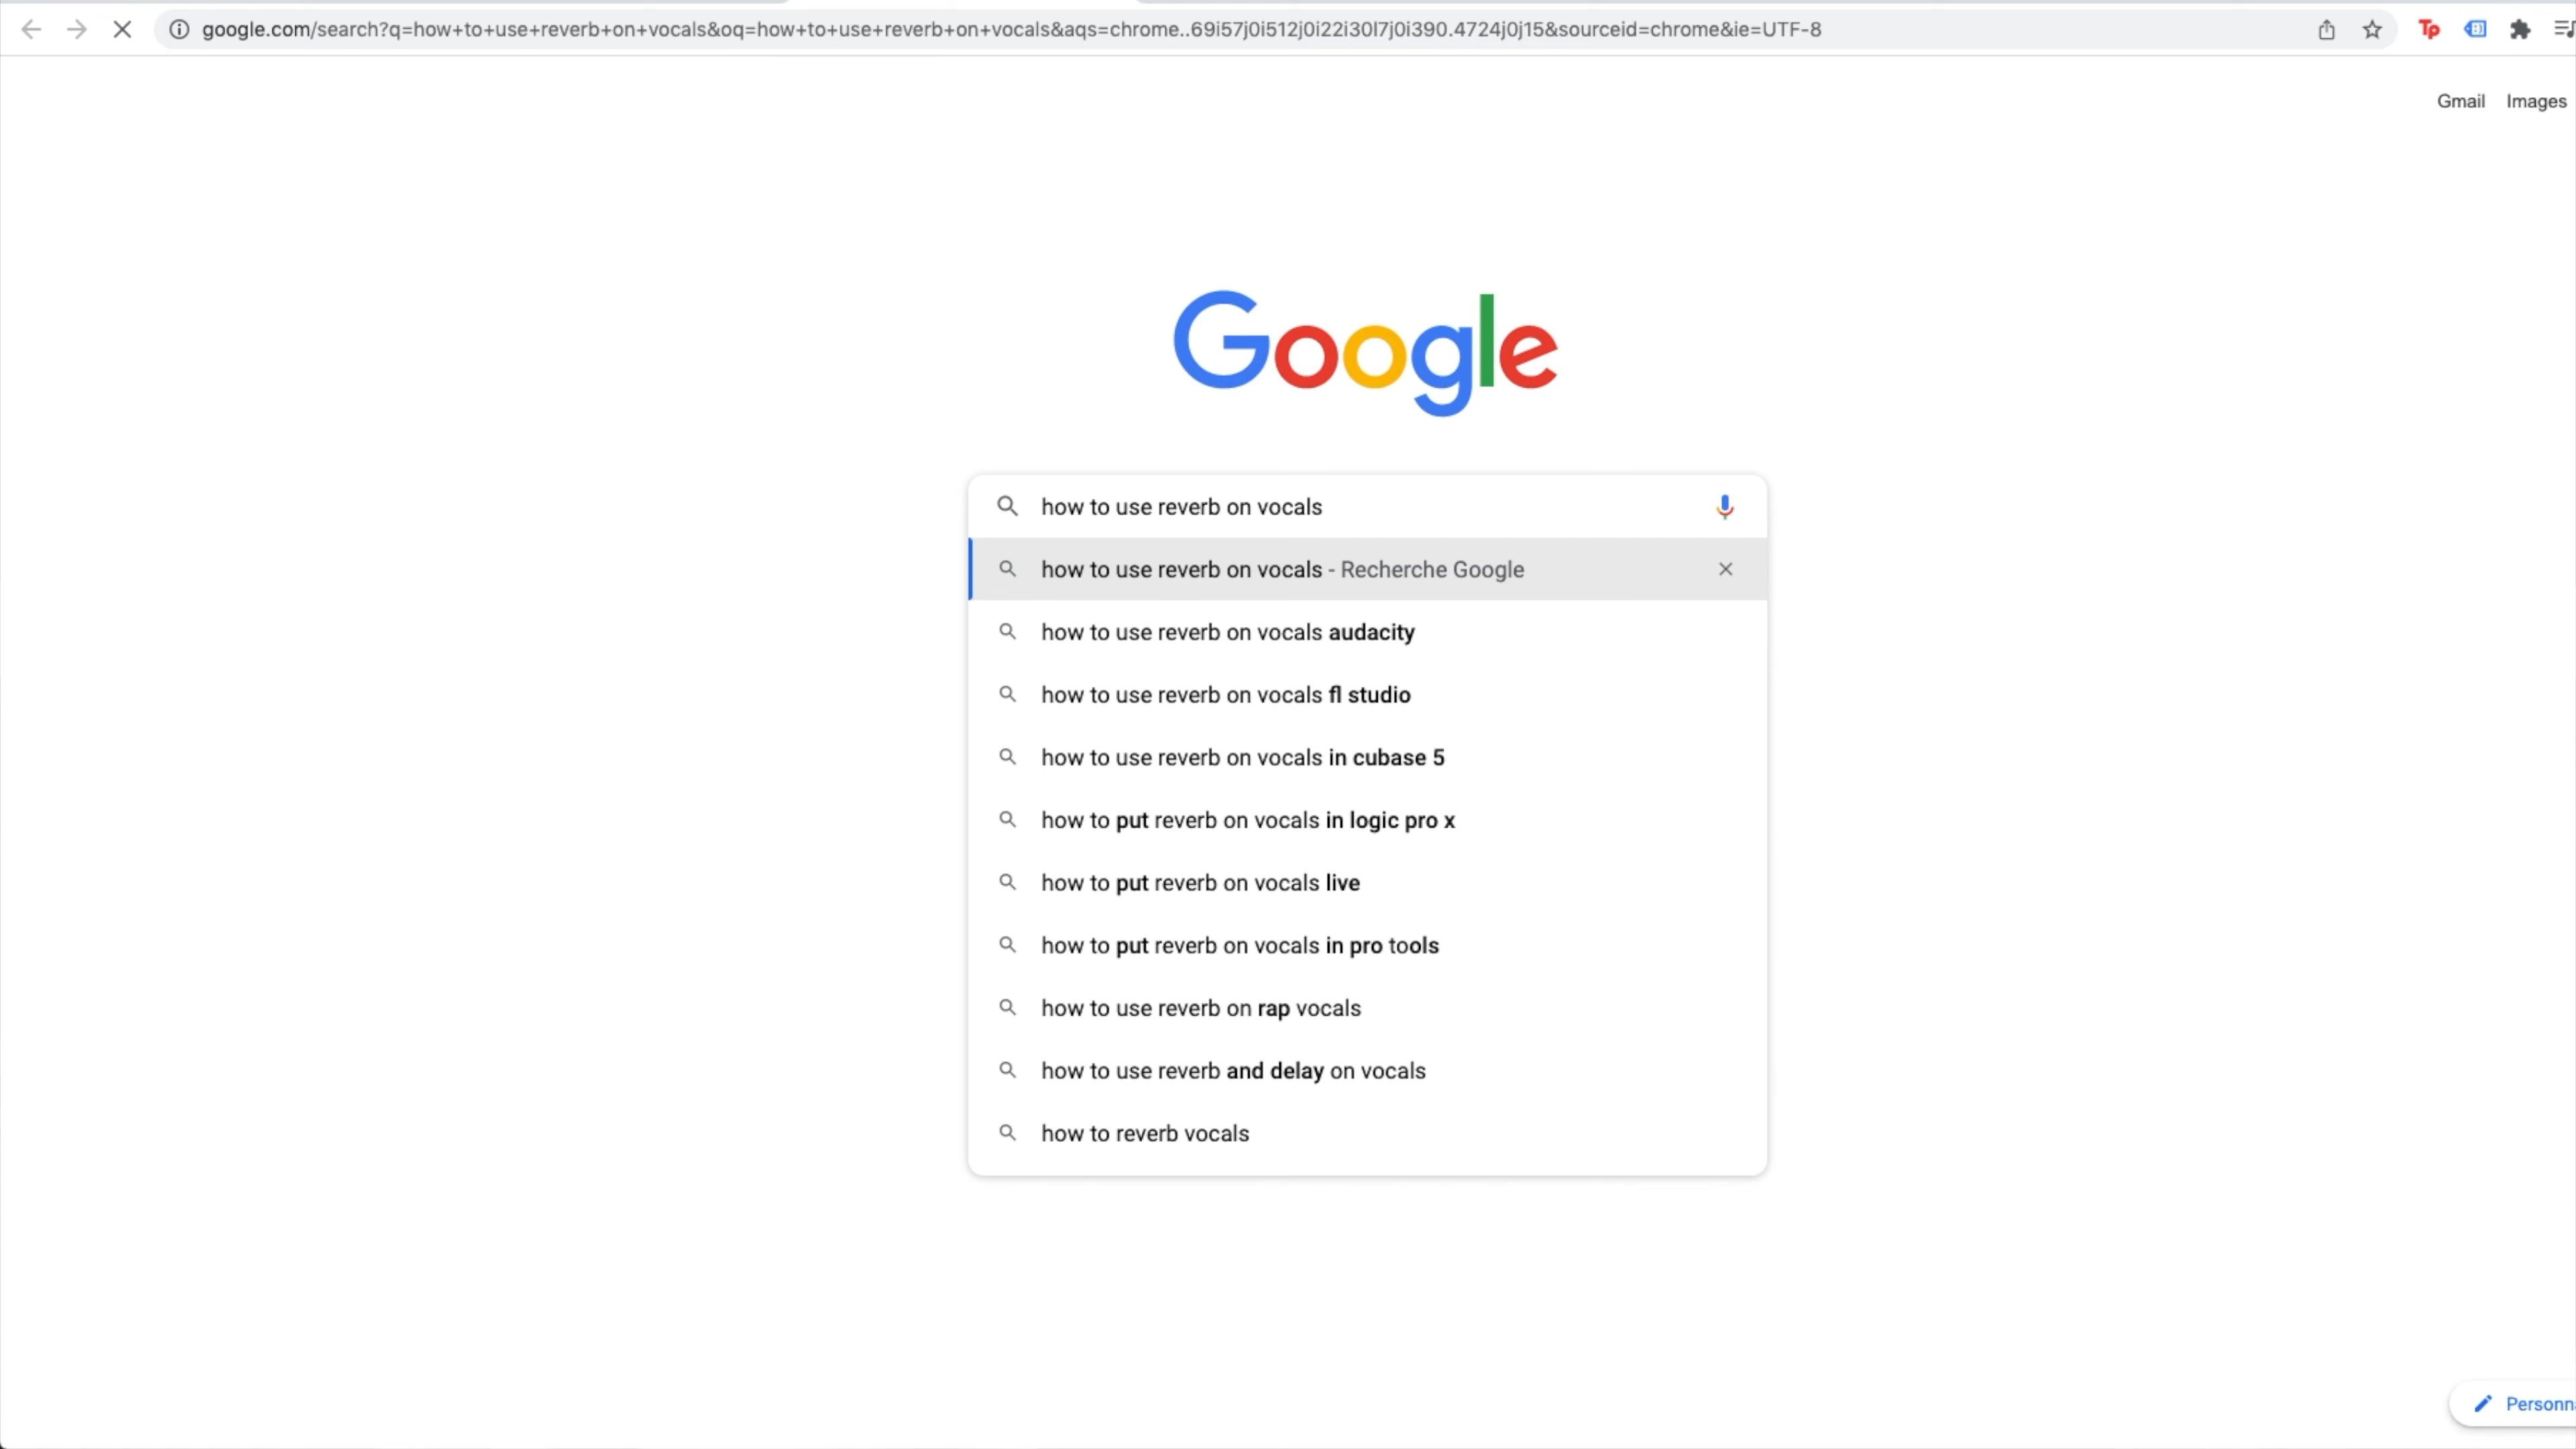 google.com/search?q=how+to+use+reverb+on+vocals&oq=how+to+use+reverb+on+vocals&aqs=chrome..69i57j0i512j0i22i30l7j0i390.4724j0j15&sourceid=chrome&ie=UTF-8
Tp
Gmail Images
Google
how to use reverb on vocals
how to use reverb on vocals - Recherche Google
how to use reverb on vocals audacity
how to use reverb on vocals fl studio
how to use reverb on vocals in cubase 5
how to put reverb on vocals in logic pro x
how to put reverb on vocals live
how to put reverb on vocals in pro tools
how to use reverb on rap vocals
how to use reverb and delay on vocals
how to reverb vocals
Personn